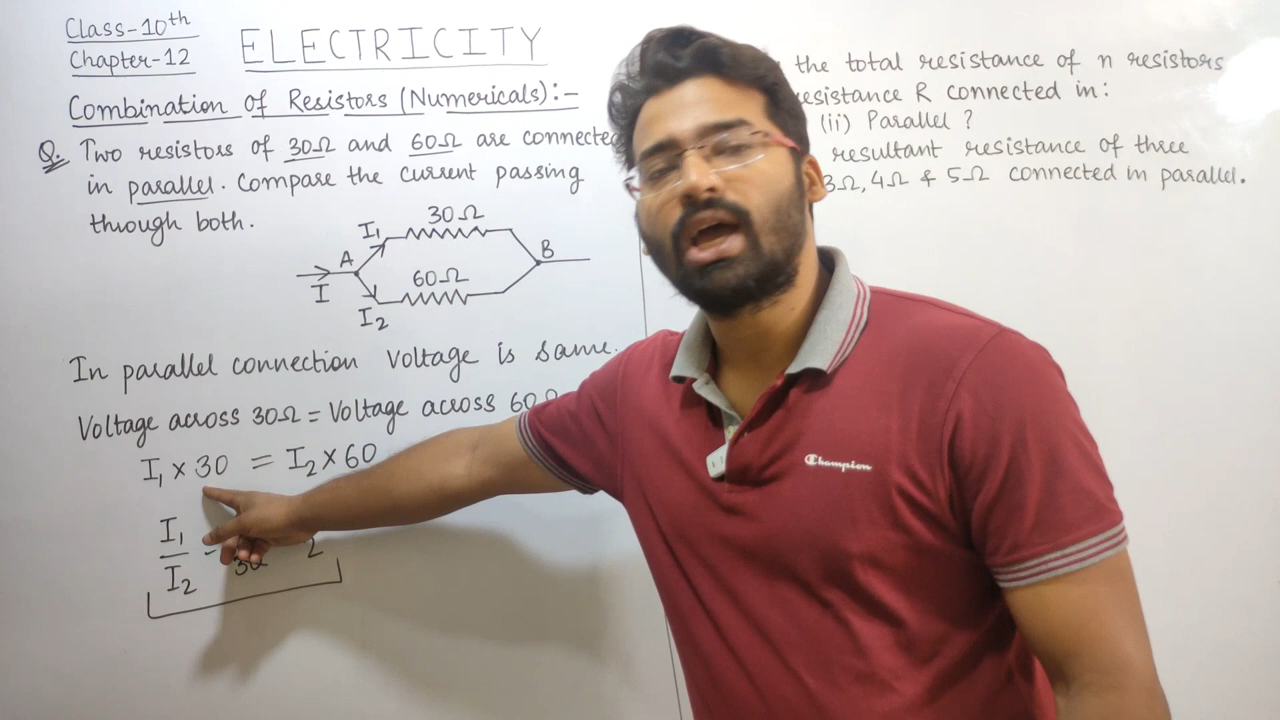 Class-10th
Chapter-12
ELECTRICITY
Combination of Resistors (Numericals):-
Q. Two resistors of 30Ω and 60Ω are connected
in parallel. Compare the current passing
through both.
I1
30Ω
A
B
I
60Ω
I2
In parallel connection voltage is same.
Voltage across 30Ω = Voltage across 60Ω
I1 × 30 = I2 × 60
I1
I2
=
30
2
the total resistance of n resistors
resistance R connected in:
(ii) Parallel ?
resultant resistance of three
3Ω, 4Ω & 5Ω connected in parallel.
Champion